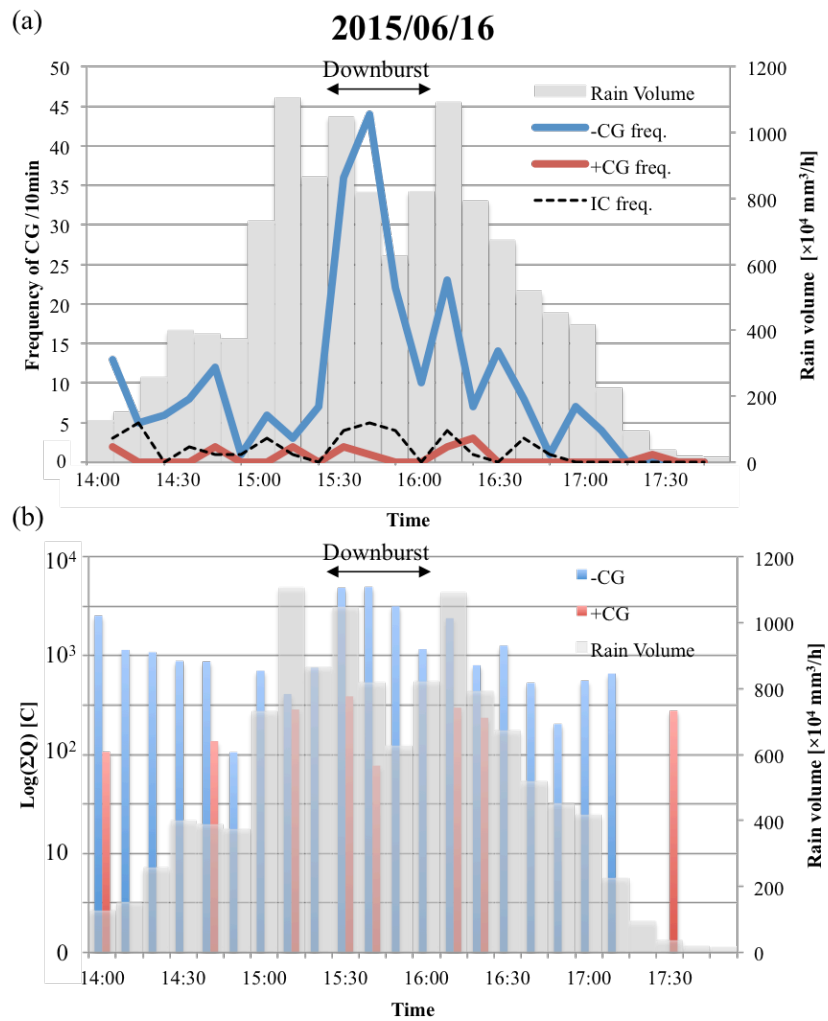 (a)
2015/06/16
Downburst
50
45
40
35
30
25
20
15
10
5
0
Frequency of CG /10min
1200
1000
800
600
400
200
0
Rain volume [×10⁴ mm³/h]
Rain Volume
-CG freq.
+CG freq.
IC freq.
14:00 14:30 15:00 15:30 16:00 16:30 17:00 17:30
Time
(b)
Downburst
10⁴
10³
10²
10
0
Log(ΣQ) [C]
1200
1000
800
600
400
200
0
Rain volume [×10⁴ mm³/h]
-CG
+CG
Rain Volume
14:00 14:30 15:00 15:30 16:00 16:30 17:00 17:30
Time